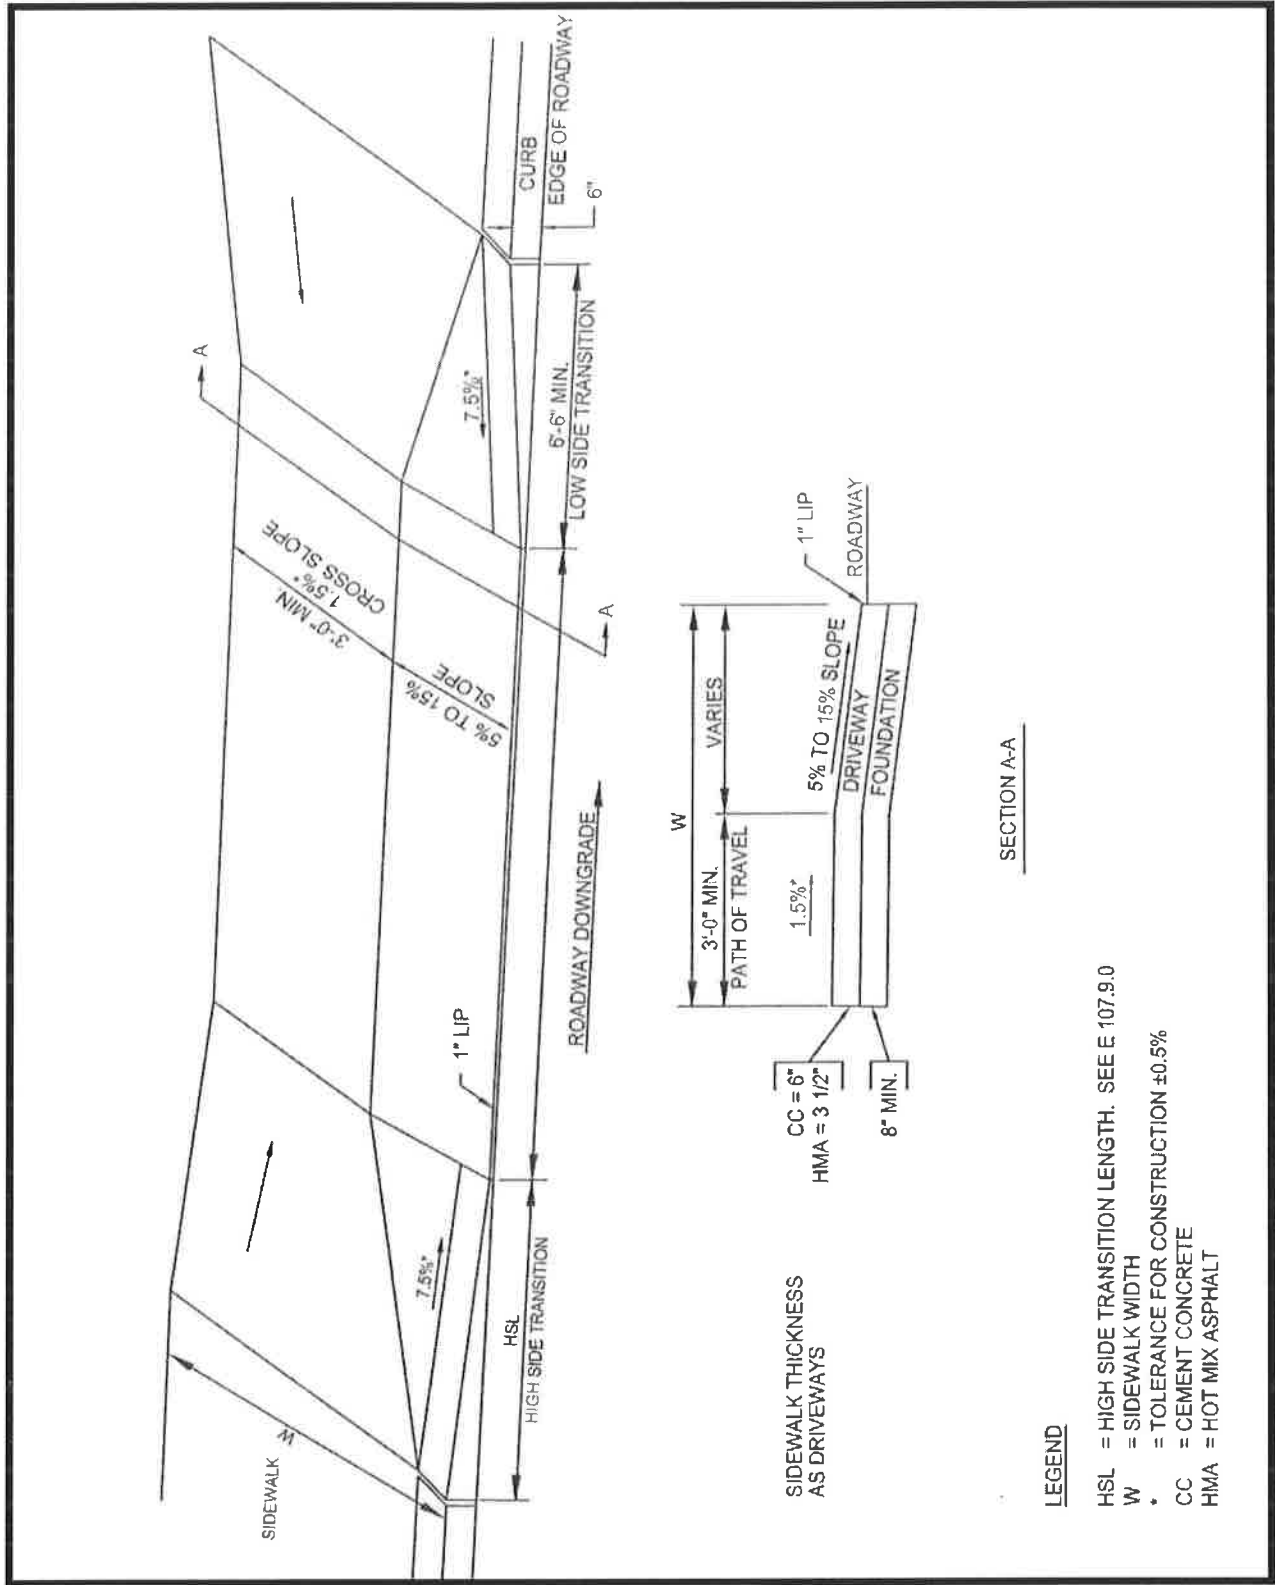 SIDEWALK
W
HSL
HIGH SIDE TRANSITION
7.5%*
1" LIP
ROADWAY DOWNGRADE
3'-0" MIN.
1.5%*
CROSS SLOPE
5% TO 15%
SLOPE
A
A
7.5%*
6'-6" MIN.
LOW SIDE TRANSITION
CURB
EDGE OF ROADWAY
6"
SIDEWALK THICKNESS
AS DRIVEWAYS
CC = 6"
HMA = 3 1/2"
8" MIN.
W
3'-0" MIN.
PATH OF TRAVEL
VARIES
1.5%*
5% TO 15% SLOPE
DRIVEWAY
FOUNDATION
1" LIP
ROADWAY
SECTION A-A
LEGEND
HSL = HIGH SIDE TRANSITION LENGTH. SEE E 107.9.0
W = SIDEWALK WIDTH
* = TOLERANCE FOR CONSTRUCTION ±0.5%
CC = CEMENT CONCRETE
HMA = HOT MIX ASPHALT